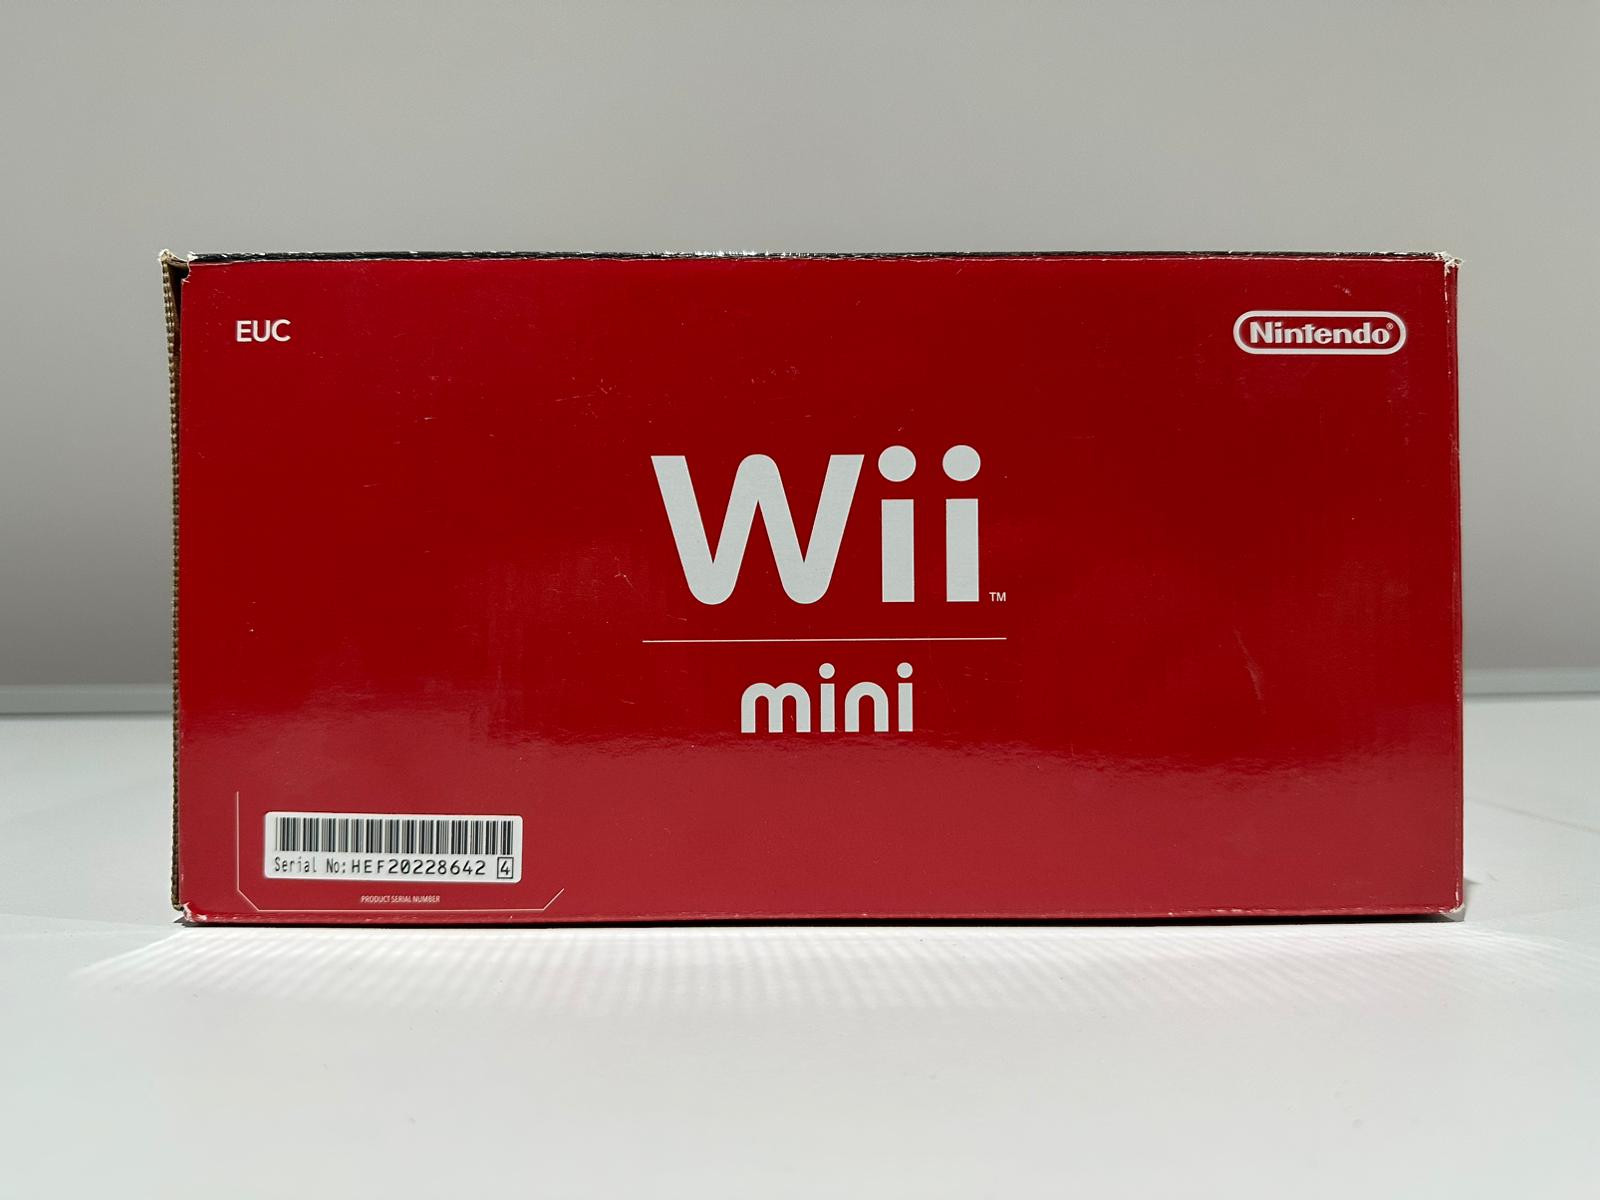 EUC
Nintendo®
Wii™
mini
Serial No:HEF20228642 4
PRODUCT SERIAL NUMBER